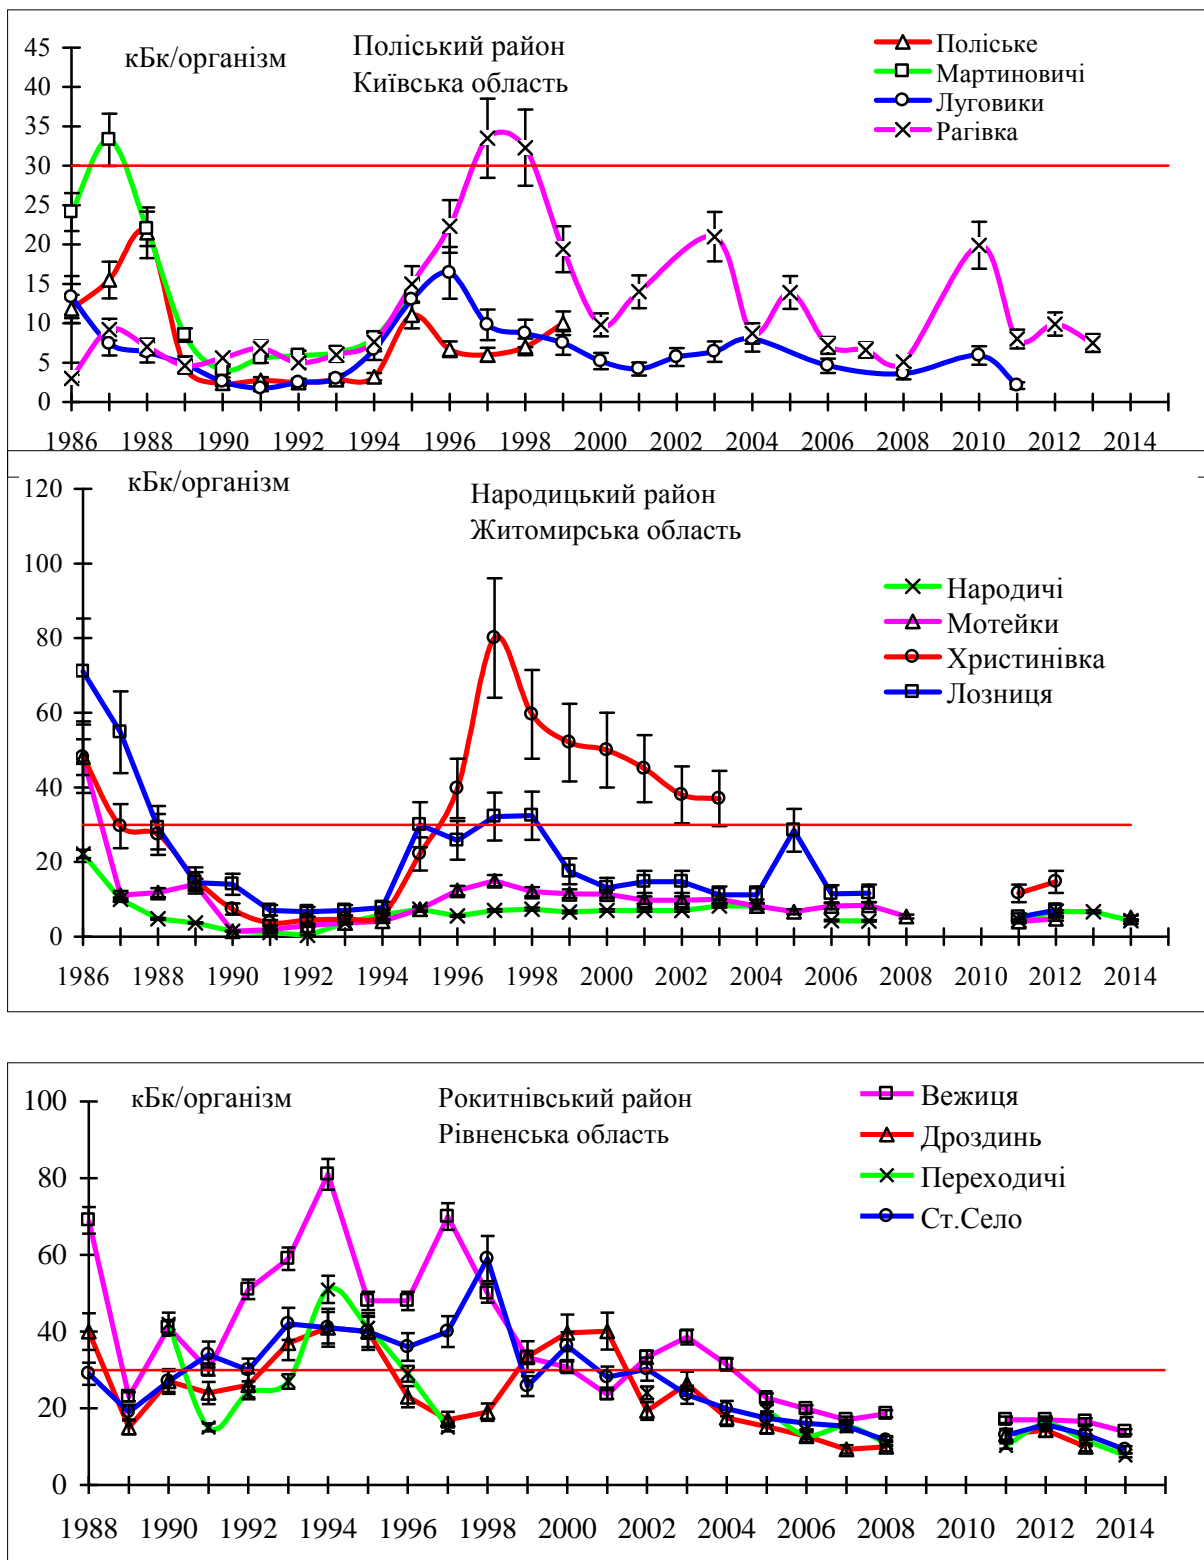 кБк/організм
Поліський район
Київська область
Поліське
Мартиновичі
Луговики
Рагівка
45
40
35
30
25
20
15
10
5
0
1986 1988 1990 1992 1994 1996 1998 2000 2002 2004 2006 2008 2010 2012 2014
кБк/організм
Народицький район
Житомирська область
Народичі
Мотейки
Христинівка
Лозниця
120
100
80
60
40
20
0
1986 1988 1990 1992 1994 1996 1998 2000 2002 2004 2006 2008 2010 2012 2014
кБк/організм
Рокитнівський район
Рівненська область
Вежиця
Дроздинь
Переходичі
Ст.Село
100
80
60
40
20
0
1988 1990 1992 1994 1996 1998 2000 2002 2004 2006 2008 2010 2012 2014